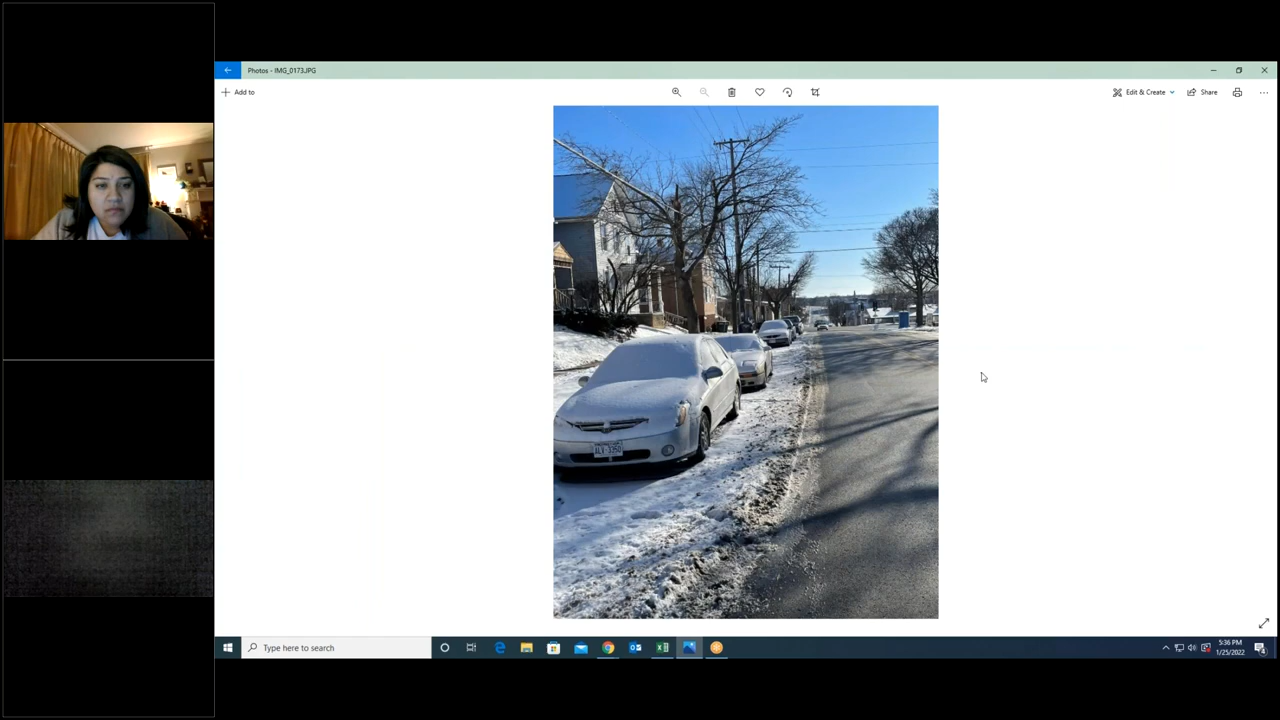 Photos - IMG_0173.JPG
Add to
Edit & Create
Share
Type here to search
5:36 PM
1/25/2022